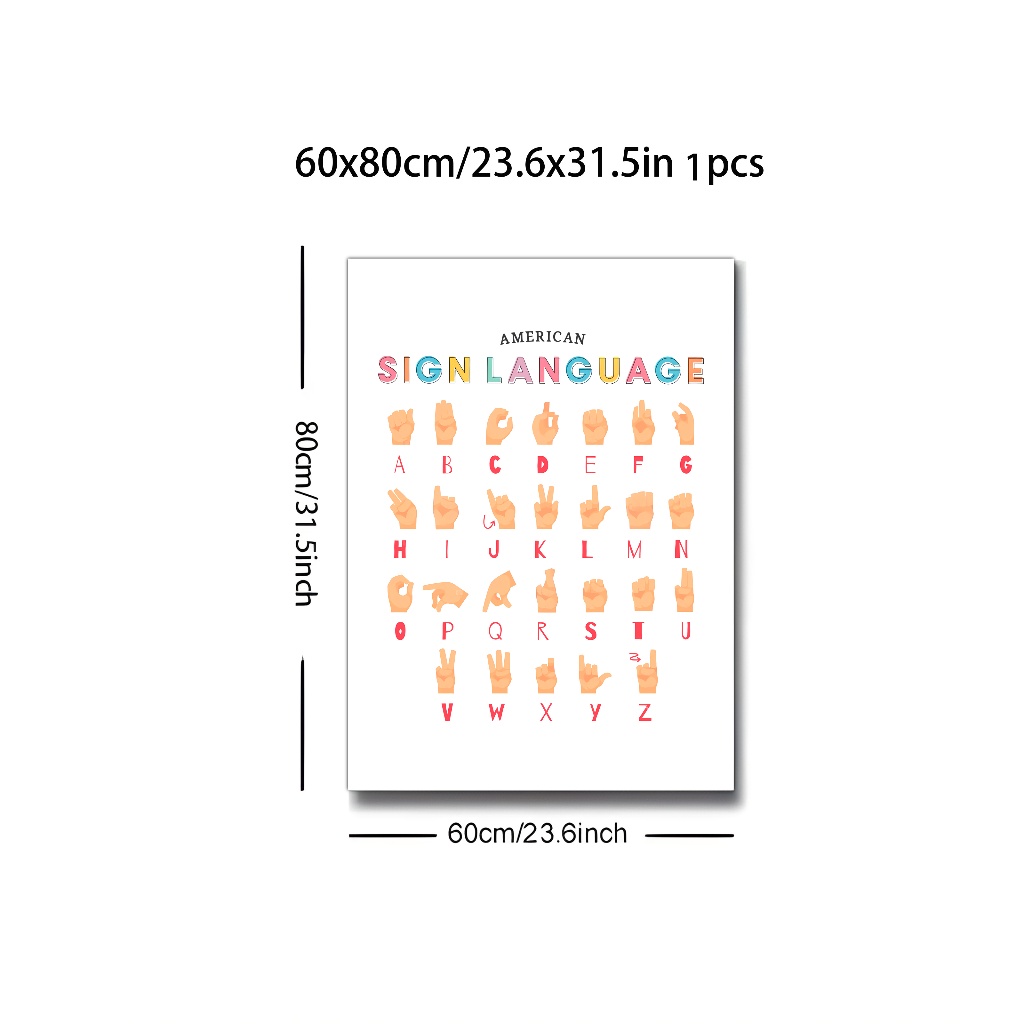 60x80cm/23.6x31.5in 1pcs
AMERICAN
SIGN LANGUAGE
A B C D E F G
H I J K L M N
O P Q R S T U
V W X Y Z
80cm/31.5inch
60cm/23.6inch